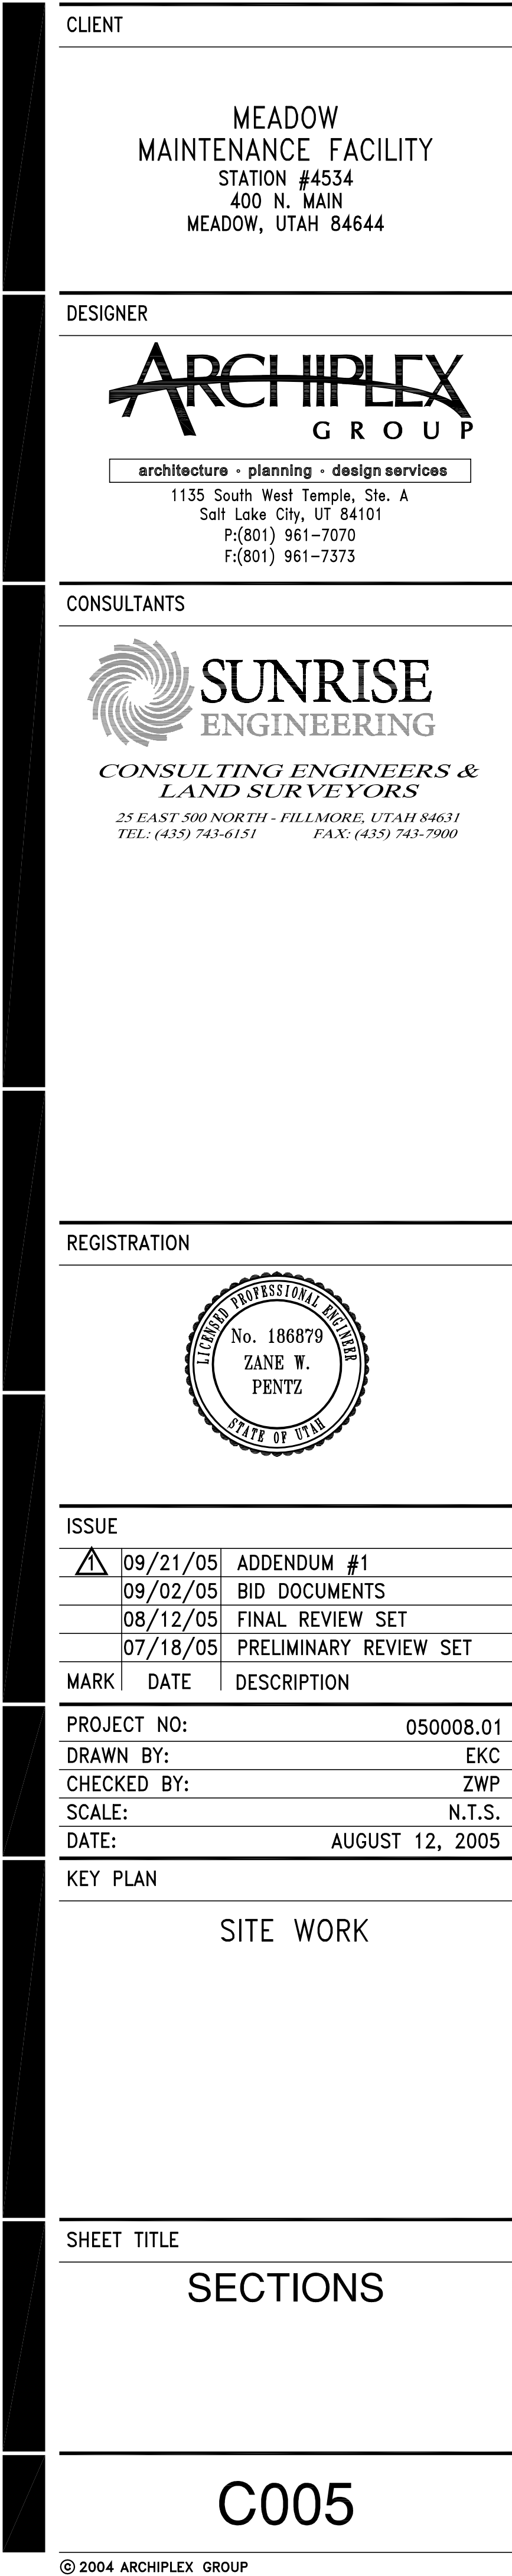 CLIENT
MEADOW
MAINTENANCE FACILITY
STATION #4534
400 N. MAIN
MEADOW, UTAH 84644
DESIGNER
ARCHIPLEX
GROUP
architecture ◦ planning ◦ design services
1135 South West Temple, Ste. A
Salt Lake City, UT 84101
P:(801) 961-7070
F:(801) 961-7373
CONSULTANTS
SUNRISE
ENGINEERING
CONSULTING ENGINEERS &
LAND SURVEYORS
25 EAST 500 NORTH - FILLMORE, UTAH 84631
TEL: (435) 743-6151 FAX: (435) 743-7900
REGISTRATION
LICENSED PROFESSIONAL ENGINEER
No. 186879
ZANE W.
PENTZ
STATE OF UTAH
ISSUE
1 09/21/05 ADDENDUM #1
09/02/05 BID DOCUMENTS
08/12/05 FINAL REVIEW SET
07/18/05 PRELIMINARY REVIEW SET
MARK DATE DESCRIPTION
PROJECT NO: 050008.01
DRAWN BY: EKC
CHECKED BY: ZWP
SCALE: N.T.S.
DATE: AUGUST 12, 2005
KEY PLAN
SITE WORK
SHEET TITLE
SECTIONS
C005
© 2004 ARCHIPLEX GROUP